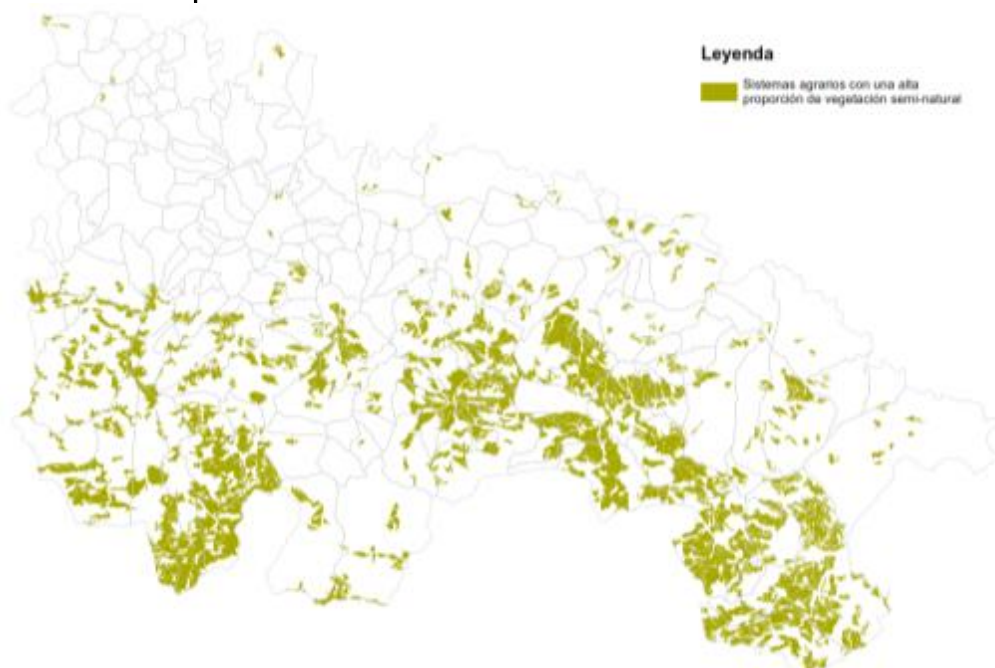 Leyenda
Sistemas agrarios con una alta
proporción de vegetación semi-natural